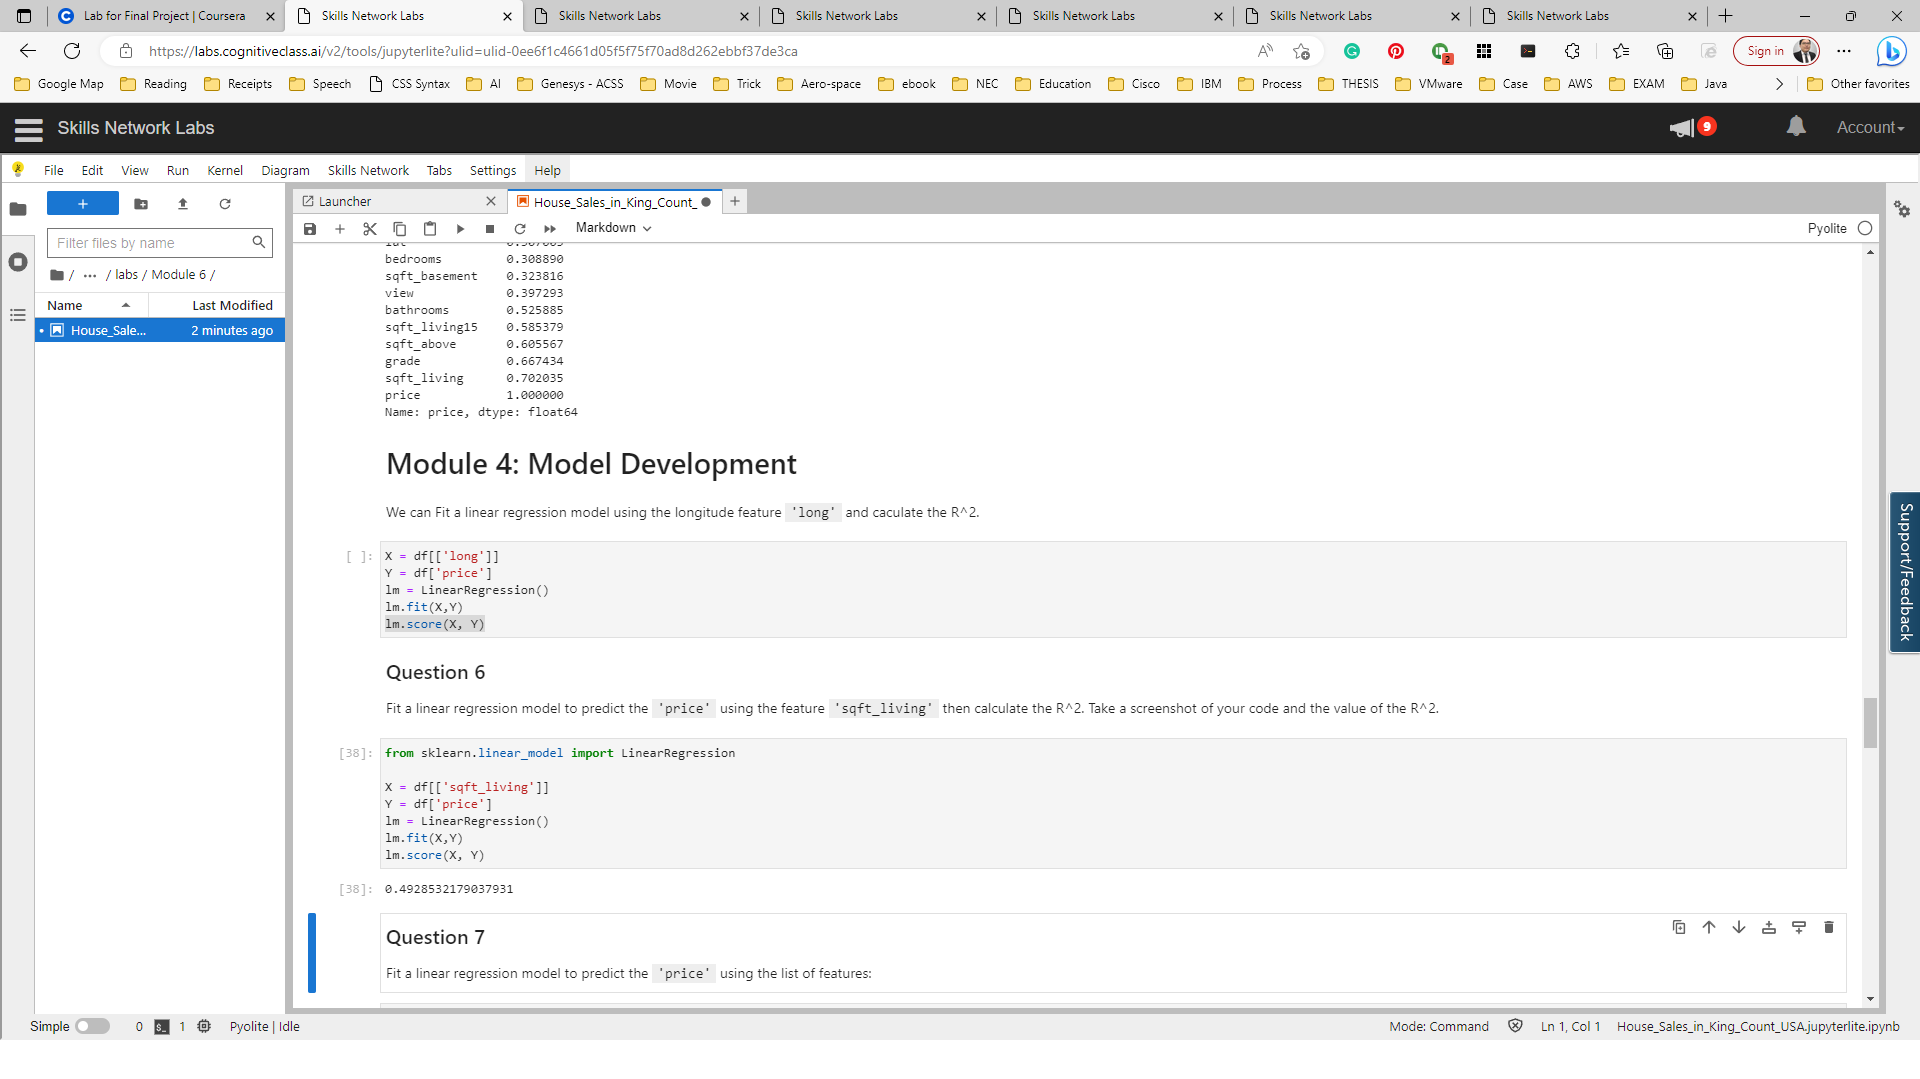 Lab for Final Project | Coursera
Skills Network Labs
Skills Network Labs
Skills Network Labs
Skills Network Labs
Skills Network Labs
Skills Network Labs
https://labs.cognitiveclass.ai/v2/tools/jupyterlite?ulid=ulid-0ee6f1c4661d05f5f75f70ad8d262ebbf37de3ca
2
Sign in
Google Map Reading Receipts Speech CSS Syntax AI Genesys - ACSS Movie Trick Aero-space ebook NEC Education Cisco IBM Process THESIS VMware Case AWS EXAM Java Other favorites
Skills Network Labs
9
Account
File Edit View Run Kernel Diagram Skills Network Tabs Settings Help
Launcher
House_Sales_in_King_Count_
Filter files by name
Markdown
Pyolite
/ ... / labs / Module 6 /
Name Last Modified
House_Sale... 2 minutes ago
bedrooms 0.308890
sqft_basement 0.323816
view 0.397293
bathrooms 0.525885
sqft_living15 0.585379
sqft_above 0.605567
grade 0.667434
sqft_living 0.702035
price 1.000000
Name: price, dtype: float64
Module 4: Model Development
We can Fit a linear regression model using the longitude feature 'long' and caculate the R^2.
[ ]: X = df[['long']]
Y = df['price']
lm = LinearRegression()
lm.fit(X,Y)
lm.score(X, Y)
Question 6
Fit a linear regression model to predict the 'price' using the feature 'sqft_living' then calculate the R^2. Take a screenshot of your code and the value of the R^2.
[38]: from sklearn.linear_model import LinearRegression
X = df[['sqft_living']]
Y = df['price']
lm = LinearRegression()
lm.fit(X,Y)
lm.score(X, Y)
[38]: 0.4928532179037931
Question 7
Fit a linear regression model to predict the 'price' using the list of features:
Support/Feedback
Simple 0 1 Pyolite | Idle
Mode: Command Ln 1, Col 1 House_Sales_in_King_Count_USA.jupyterlite.ipynb